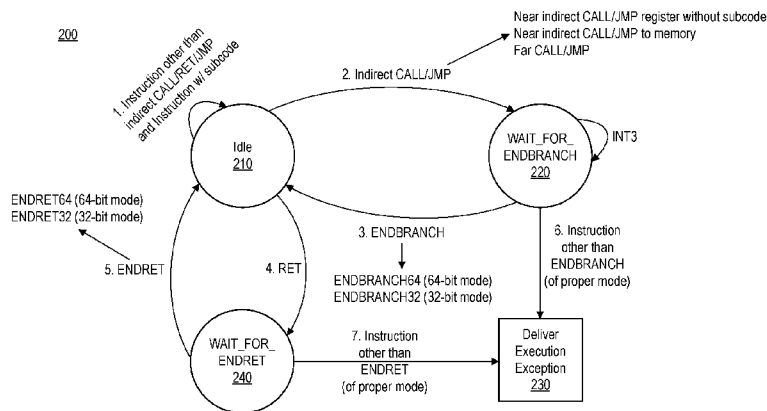 200
Near indirect CALL/JMP register without subcode
Near indirect CALL/JMP to memory
Far CALL/JMP
1. Instruction other than
indirect CALL/RET/JMP
and Instruction w/ subcode
2. Indirect CALL/JMP
Idle
210
WAIT_FOR_
ENDBRANCH
220
INT3
ENDRET64 (64-bit mode)
ENDRET32 (32-bit mode)
5. ENDRET
4. RET
3. ENDBRANCH
ENDBRANCH64 (64-bit mode)
ENDBRANCH32 (32-bit mode)
6. Instruction
other than
ENDBRANCH
(of proper mode)
WAIT_FOR_
ENDRET
240
7. Instruction
other than
ENDRET
(of proper mode)
Deliver
Execution
Exception
230